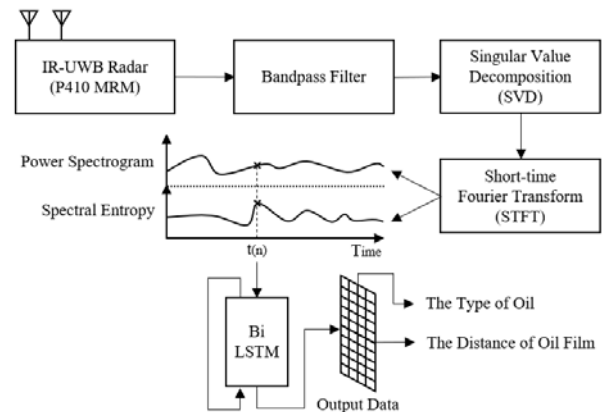 IR-UWB Radar
(P410 MRM)
Bandpass Filter
Singular Value
Decomposition
(SVD)
Power Spectrogram
Spectral Entropy
t(n)
Time
Short-time
Fourier Transform
(STFT)
Bi
LSTM
The Type of Oil
The Distance of Oil Film
Output Data